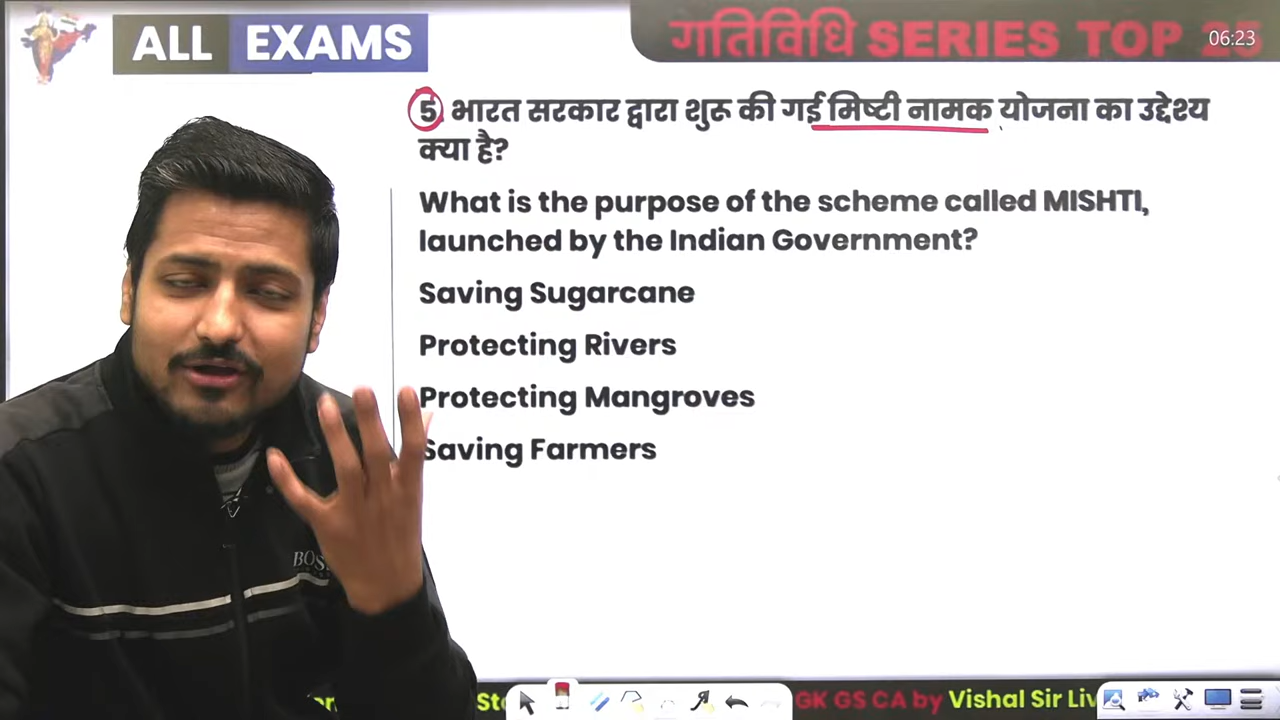 ALL EXAMS
गतिविधि SERIES TOP 25
06:23
5. भारत सरकार द्वारा शुरू की गई मिष्टी नामक योजना का उद्देश्य
क्या है?
What is the purpose of the scheme called MISHTI,
launched by the Indian Government?
Saving Sugarcane
Protecting Rivers
Protecting Mangroves
Saving Farmers
BOSS
GK GS CA by Vishal Sir